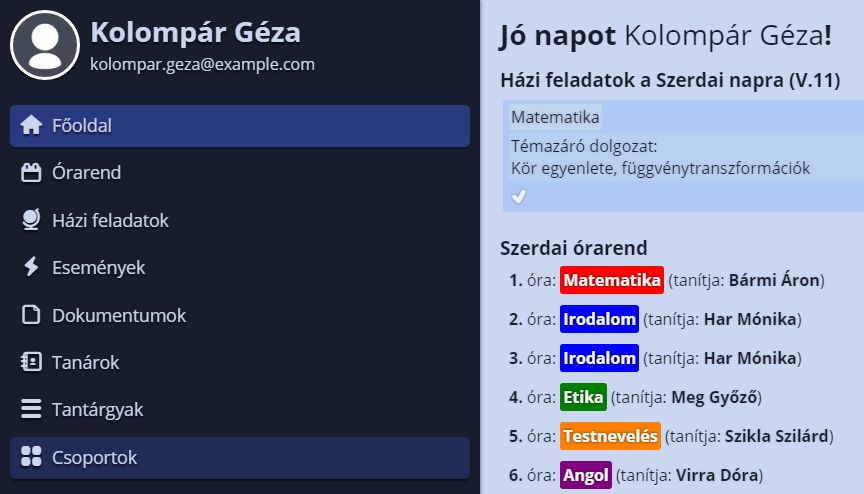 Kolompár Géza
kolompar.geza@example.com
Főoldal
Órarend
Házi feladatok
Események
Dokumentumok
Tanárok
Tantárgyak
Csoportok
Jó napot Kolompár Géza!
Házi feladatok a Szerdai napra (V.11)
Matematika
Témazáró dolgozat:
Kör egyenlete, függvénytranszformációk
Szerdai órarend
1. óra: Matematika (tanítja: Bármi Áron)
2. óra: Irodalom (tanítja: Har Mónika)
3. óra: Irodalom (tanítja: Har Mónika)
4. óra: Etika (tanítja: Meg Győző)
5. óra: Testnevelés (tanítja: Szikla Szilárd)
6. óra: Angol (tanítja: Virra Dóra)